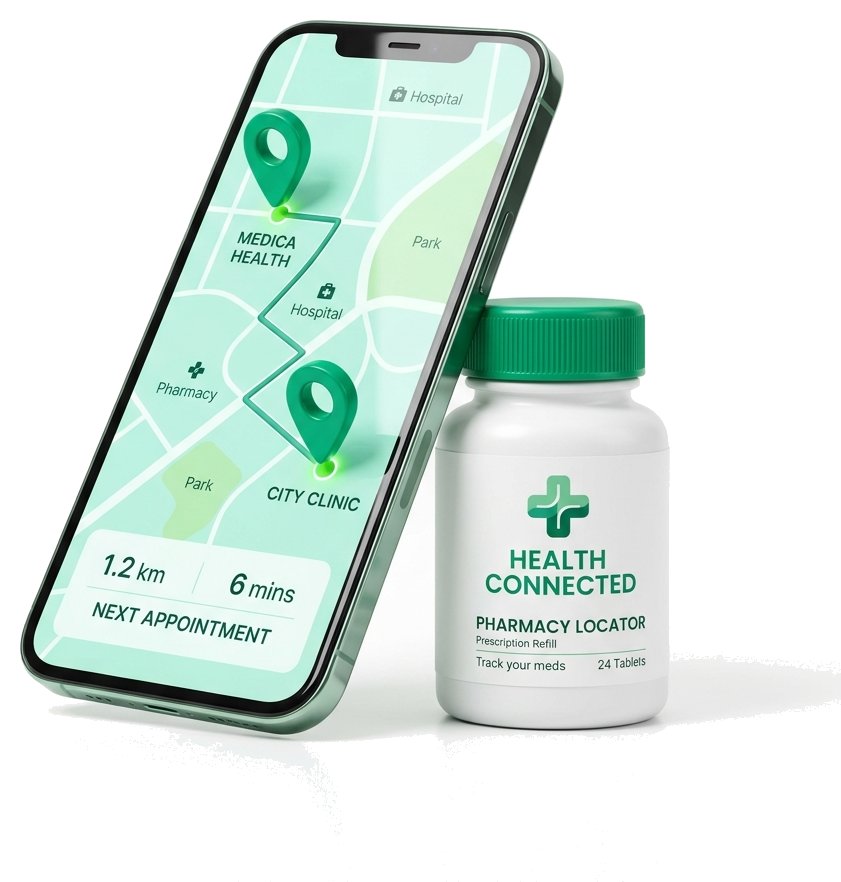 Hospital
MEDICA
HEALTH
Park
Hospital
Pharmacy
Park
CITY CLINIC
1.2 km
6 mins
NEXT APPOINTMENT
HEALTH
CONNECTED
PHARMACY LOCATOR
Prescription Refill
Track your meds
24 Tablets